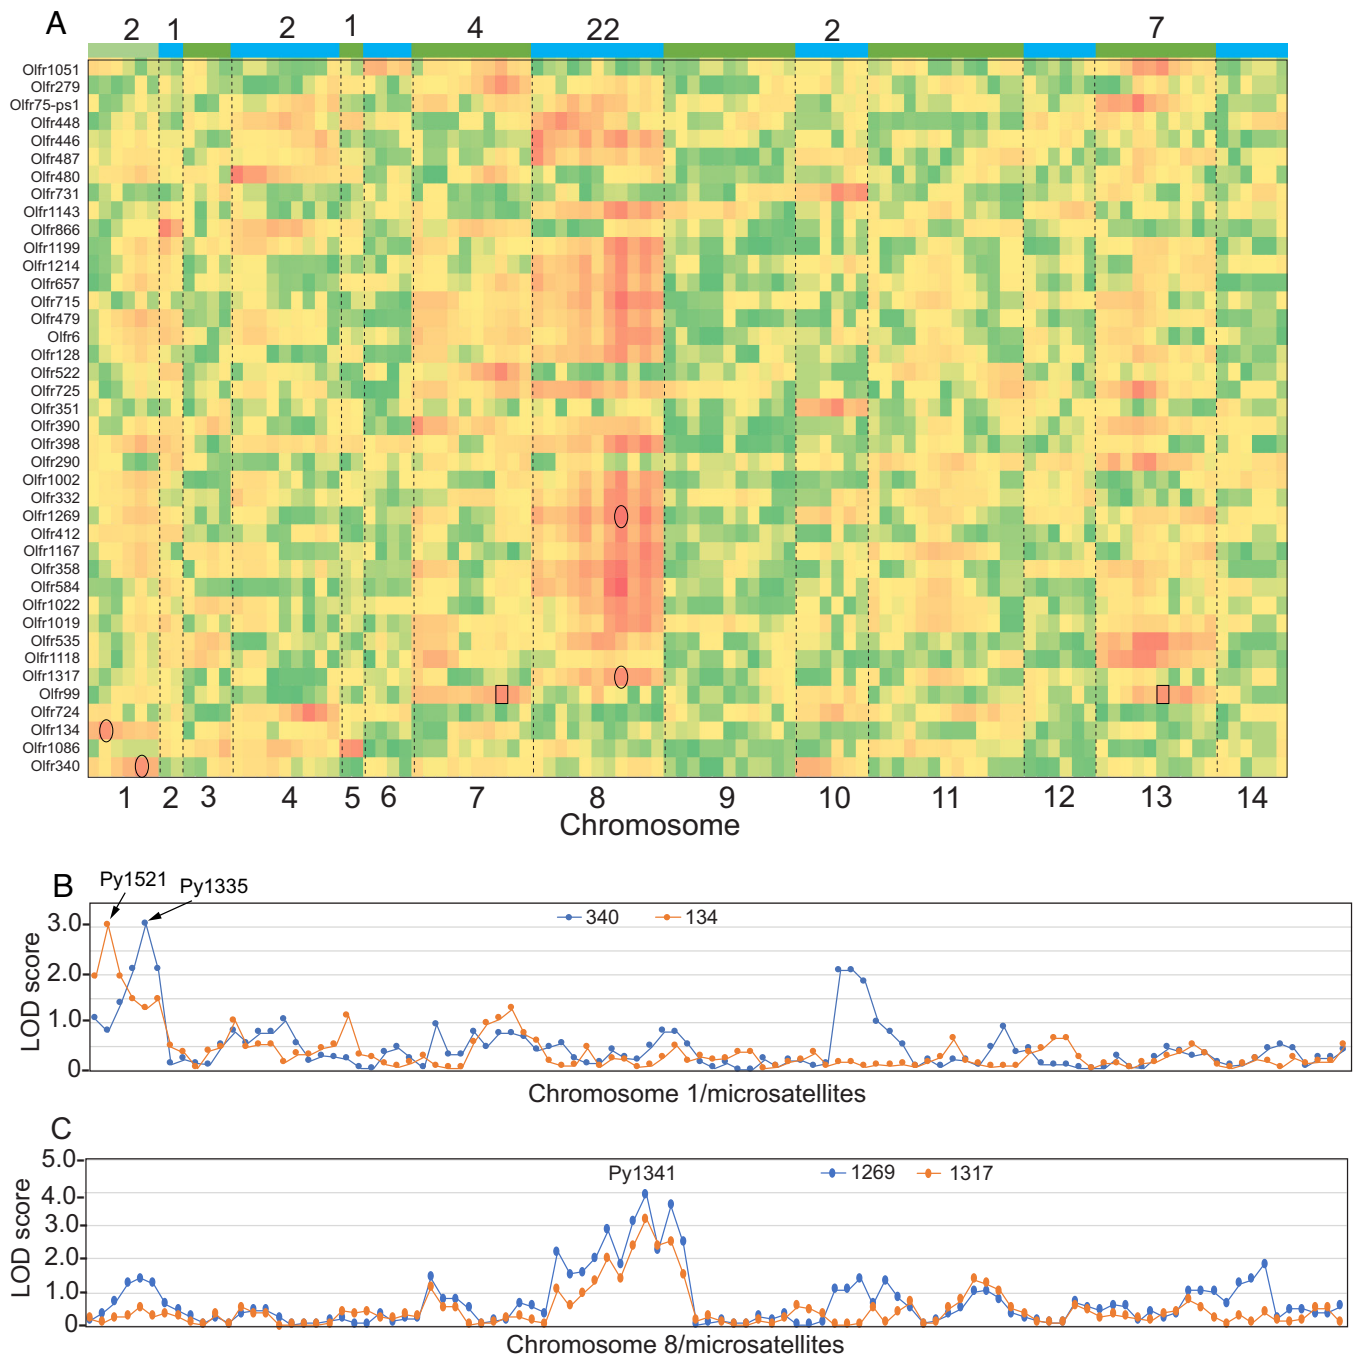 A
2 1 2 1 4 22 2 7
Olfr1051
Olfr279
Olfr75-ps1
Olfr448
Olfr446
Olfr487
Olfr480
Olfr731
Olfr1143
Olfr866
Olfr1199
Olfr1214
Olfr657
Olfr715
Olfr479
Olfr6
Olfr128
Olfr522
Olfr725
Olfr351
Olfr390
Olfr398
Olfr290
Olfr1002
Olfr332
Olfr1269
Olfr412
Olfr1167
Olfr358
Olfr584
Olfr1022
Olfr1019
Olfr535
Olfr1118
Olfr1317
Olfr99
Olfr724
Olfr134
Olfr1086
Olfr340
1 2 3 4 5 6 7 8 9 10 11 12 13 14
Chromosome
B
Py1521
Py1335
340 134
3.0
2.0
1.0
0
LOD score
Chromosome 1/microsatellites
C
Py1341
1269 1317
5.0
4.0
3.0
2.0
1.0
0
LOD score
Chromosome 8/microsatellites